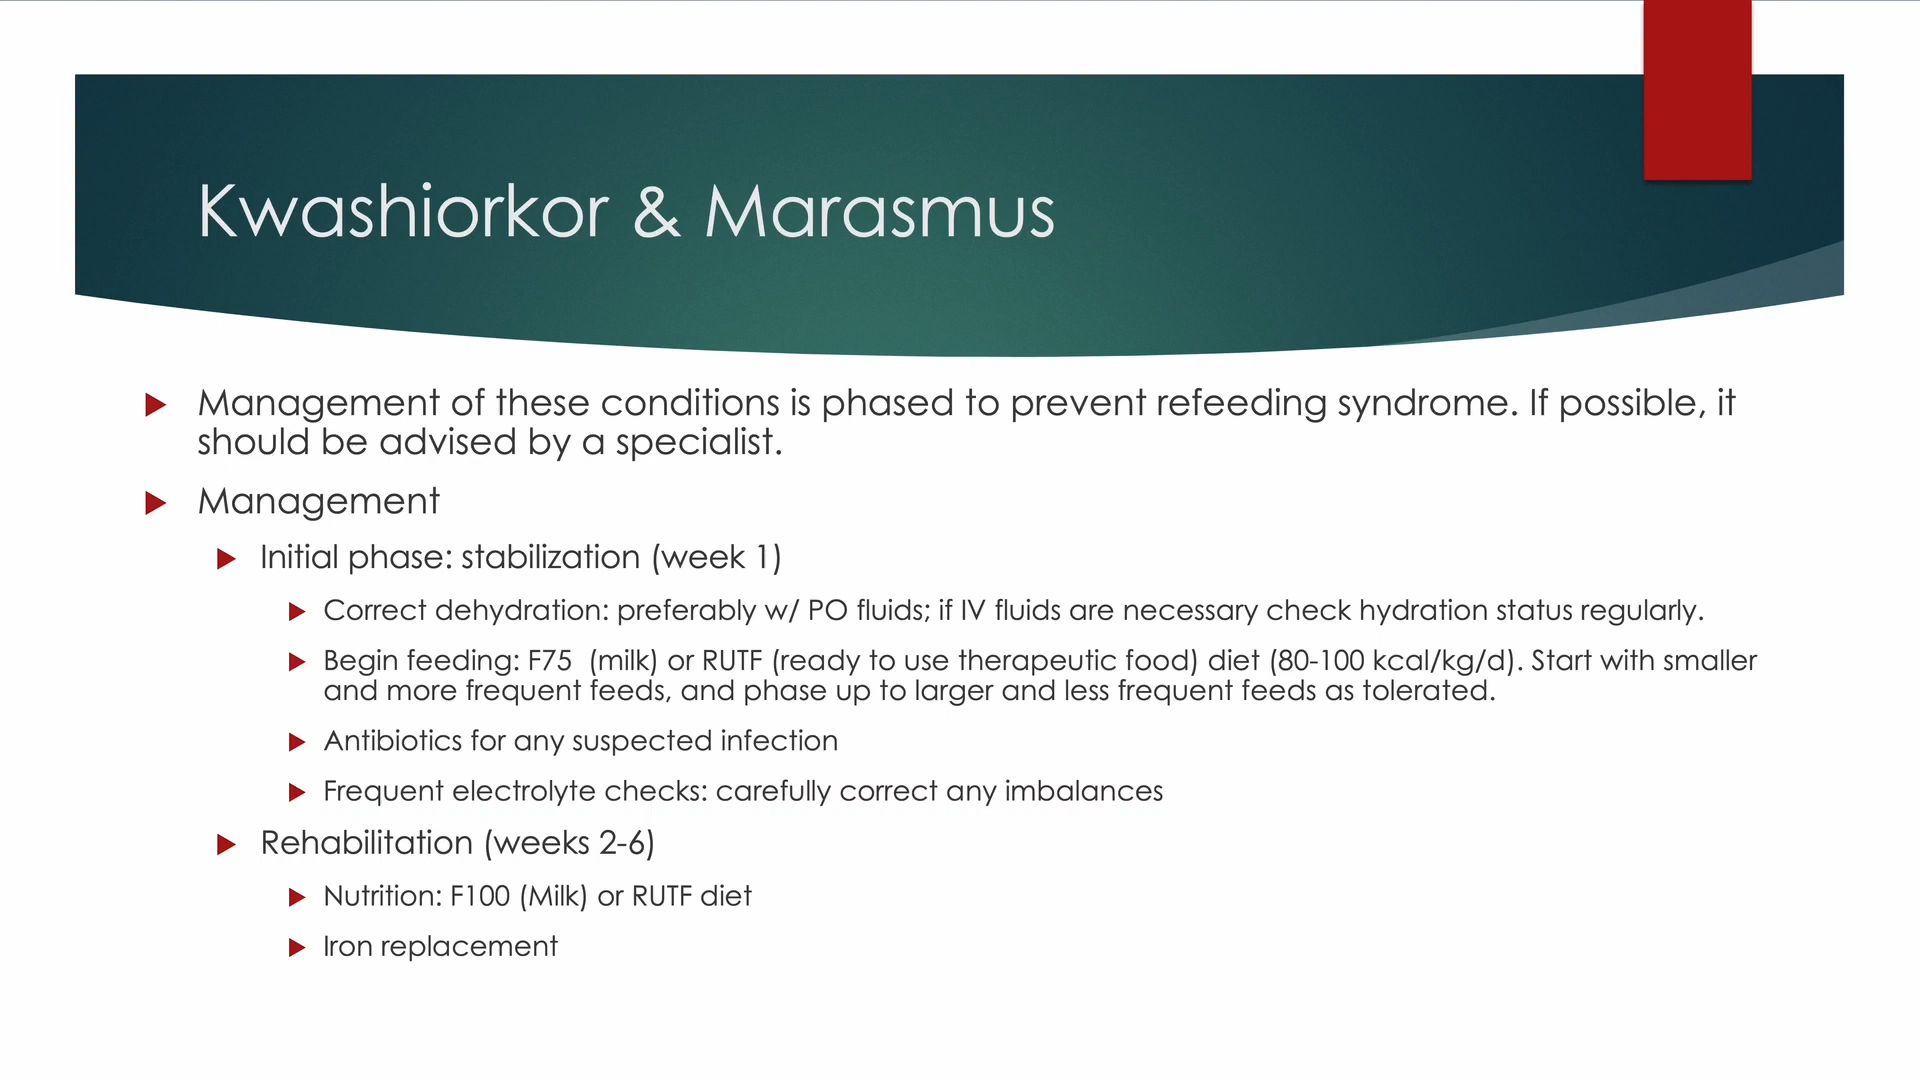 Kwashiorkor & Marasmus
Management of these conditions is phased to prevent refeeding syndrome. If possible, it
should be advised by a specialist.
Management
Initial phase: stabilization (week 1)
Correct dehydration: preferably w/ PO fluids; if IV fluids are necessary check hydration status regularly.
Begin feeding: F75  (milk) or RUTF (ready to use therapeutic food) diet (80-100 kcal/kg/d). Start with smaller
and more frequent feeds, and phase up to larger and less frequent feeds as tolerated.
Antibiotics for any suspected infection
Frequent electrolyte checks: carefully correct any imbalances
Rehabilitation (weeks 2-6)
Nutrition: F100 (Milk) or RUTF diet
Iron replacement